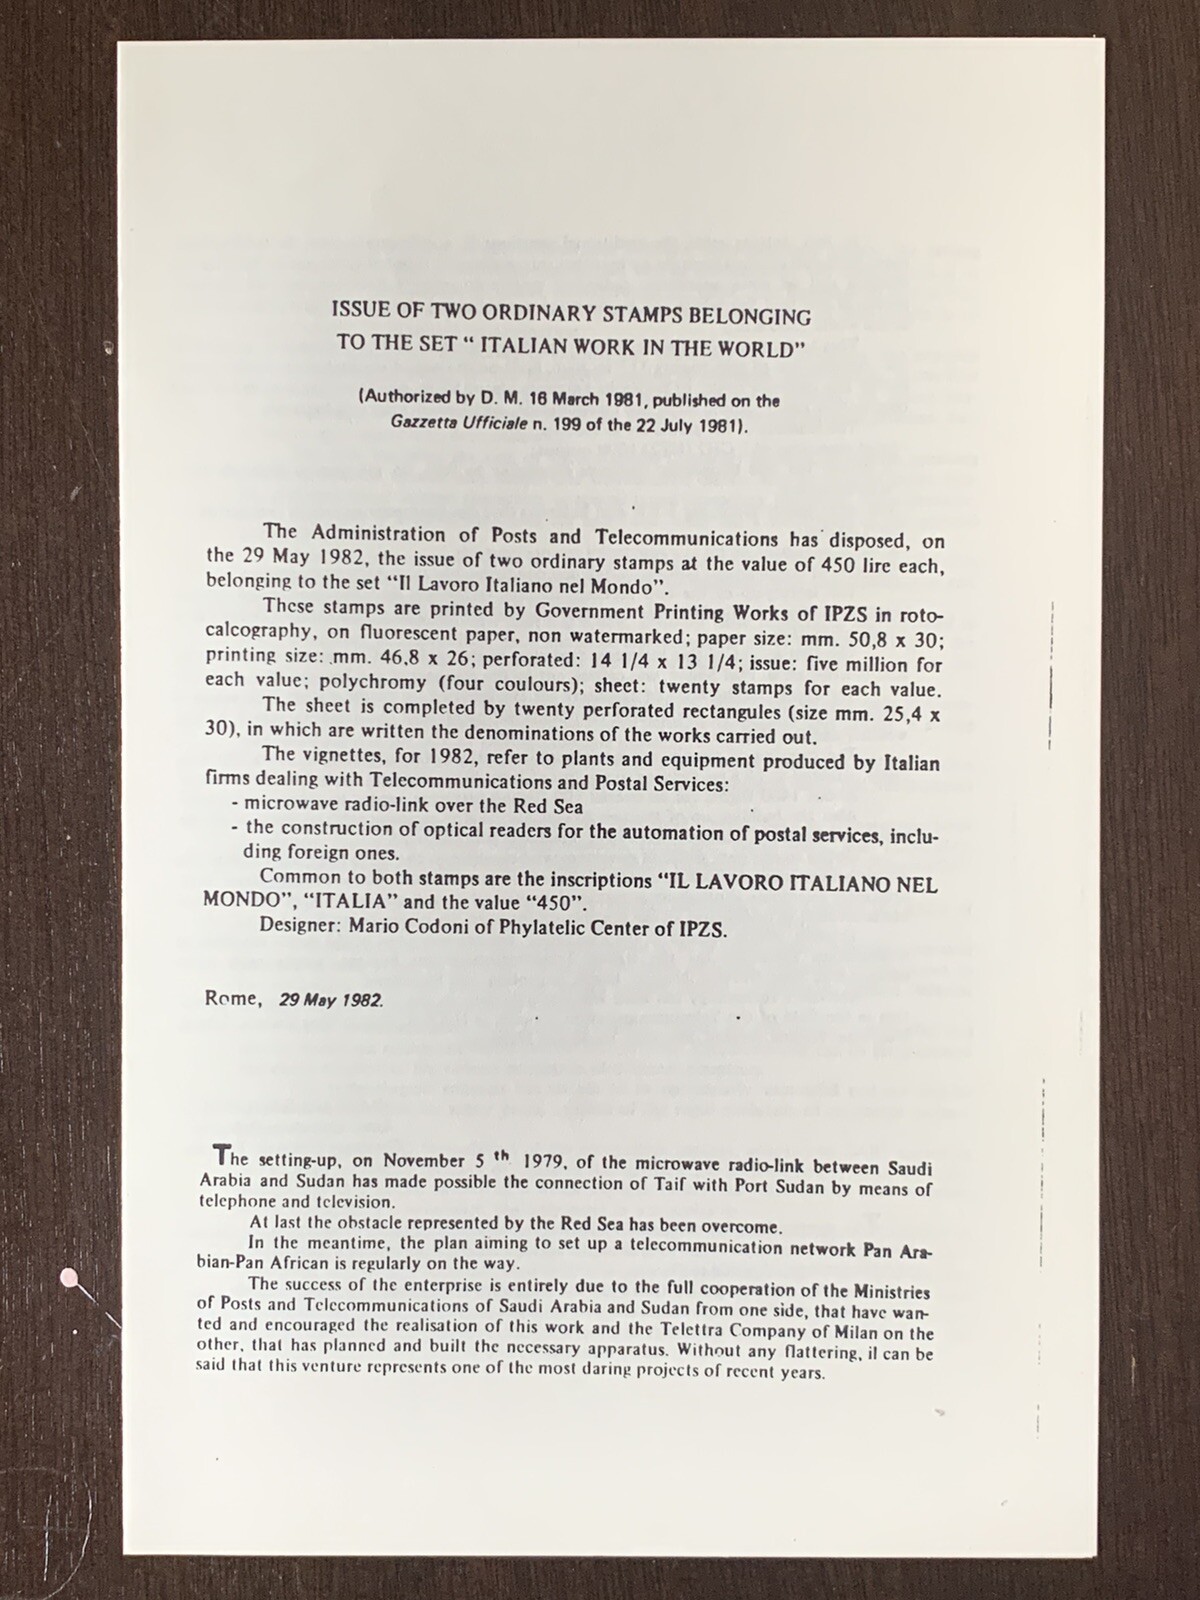 ISSUE OF TWO ORDINARY STAMPS BELONGING
TO THE SET “ ITALIAN WORK IN THE WORLD”
(Authorized by D. M. 16 March 1981, published on the
Gazzetta Ufficiale n. 199 of the 22 July 1981).
The Administration of Posts and Telecommunications has disposed, on
the 29 May 1982, the issue of two ordinary stamps at the value of 450 lire each,
belonging to the set “Il Lavoro Italiano nel Mondo”.
These stamps are printed by Government Printing Works of IPZS in roto-
calcography, on fluorescent paper, non watermarked; paper size: mm. 50,8 x 30;
printing size: mm. 46,8 x 26; perforated: 14 1/4 x 13 1/4; issue: five million for
each value; polychromy (four coulours); sheet: twenty stamps for each value.
The sheet is completed by twenty perforated rectangules (size mm. 25,4 x
30), in which are written the denominations of the works carried out.
The vignettes, for 1982, refer to plants and equipment produced by Italian
firms dealing with Telecommunications and Postal Services:
- microwave radio-link over the Red Sea
- the construction of optical readers for the automation of postal services, inclu-
ding foreign ones.
Common to both stamps are the inscriptions “IL LAVORO ITALIANO NEL
MONDO”, “ITALIA” and the value “450”.
Designer: Mario Codoni of Phylatelic Center of IPZS.
Rome, 29 May 1982.
The setting-up, on November 5 th 1979, of the microwave radio-link between Saudi
Arabia and Sudan has made possible the connection of Taif with Port Sudan by means of
telephone and television.
At last the obstacle represented by the Red Sea has been overcome.
In the meantime, the plan aiming to set up a telecommunication network Pan Ara-
bian-Pan African is regularly on the way.
The success of the enterprise is entirely due to the full cooperation of the Ministries
of Posts and Telecommunications of Saudi Arabia and Sudan from one side, that have wan-
ted and encouraged the realisation of this work and the Telettra Company of Milan on the
other, that has planned and built the necessary apparatus. Without any flattering, il can be
said that this venture represents one of the most daring projects of recent years.